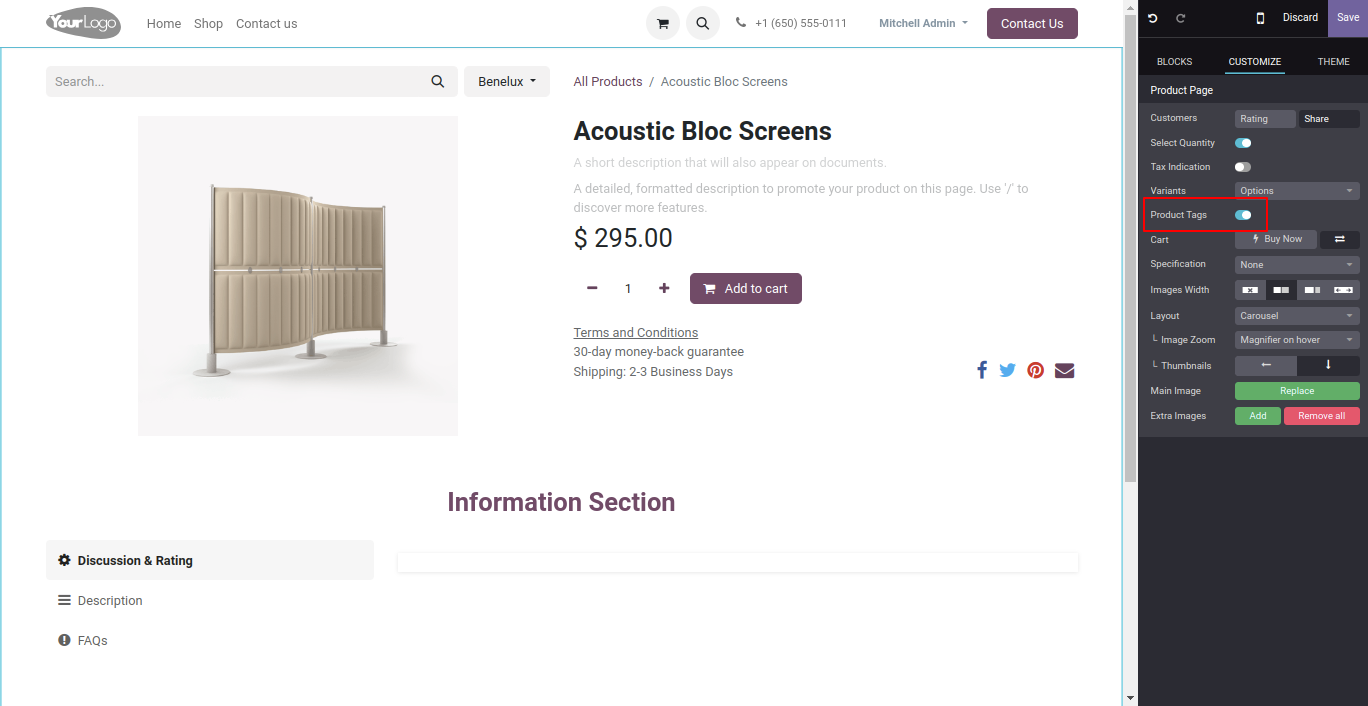 YourLogo
Home Shop Contact us
+1 (650) 555-0111
Mitchell Admin
Contact Us
Discard Save
BLOCKS CUSTOMIZE THEME
Search...
Benelux
All Products / Acoustic Bloc Screens
Acoustic Bloc Screens
A short description that will also appear on documents.
A detailed, formatted description to promote your product on this page. Use '/' to
discover more features.
$ 295.00
1
Add to cart
Terms and Conditions
30-day money-back guarantee
Shipping: 2-3 Business Days
Information Section
Discussion & Rating
Description
FAQs
Product Page
Customers Rating Share
Select Quantity
Tax Indication
Variants Options
Product Tags
Cart Buy Now
Specification None
Images Width
Layout Carousel
Image Zoom Magnifier on hover
Thumbnails
Main Image Replace
Extra Images Add Remove all